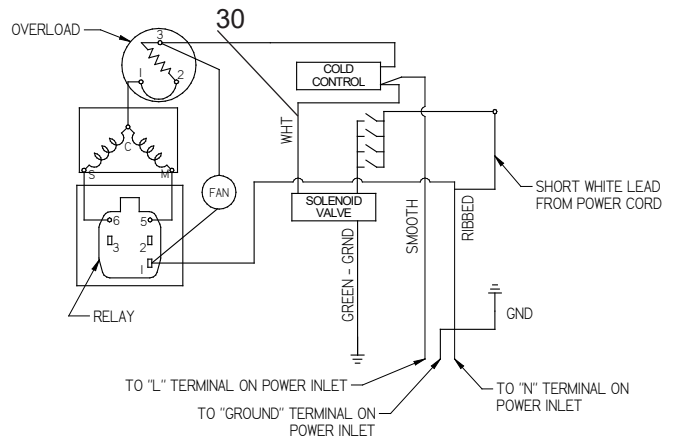 30
OVERLOAD
3
1
2
COLD
CONTROL
WHT
C
S
M
FAN
SOLENOID
VALVE
SHORT WHITE LEAD
FROM POWER CORD
6
5
3
2
1
SMOOTH
RIBBED
GREEN - GRND
RELAY
GND
TO "L" TERMINAL ON POWER INLET
TO "N" TERMINAL ON
POWER INLET
TO "GROUND" TERMINAL ON
POWER INLET